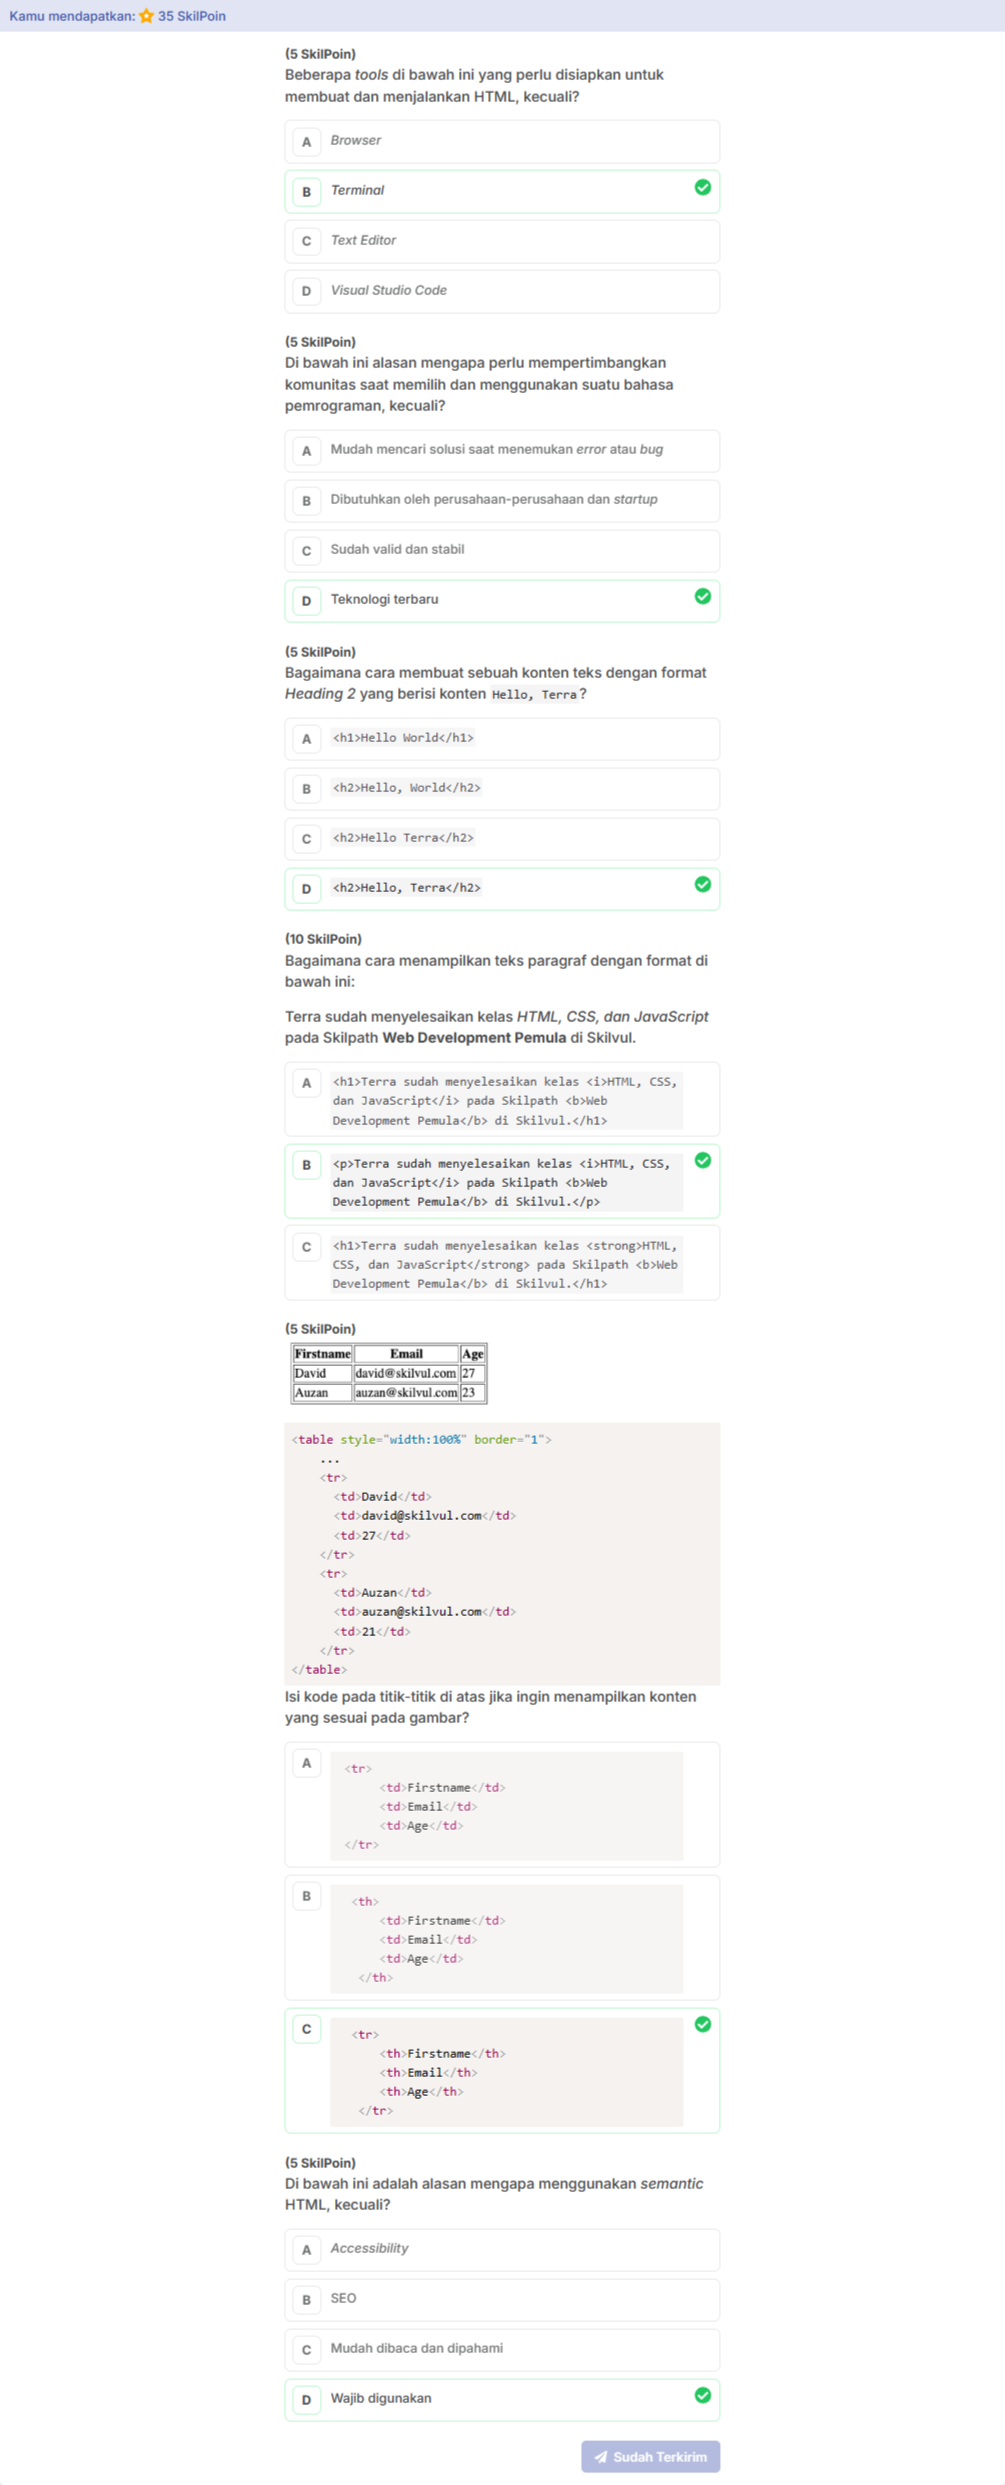 Kamu mendapatkan: 35 SkilPoin
(5 SkilPoin)
Beberapa tools di bawah ini yang perlu disiapkan untuk
membuat dan menjalankan HTML, kecuali?
A Browser
B Terminal
C Text Editor
D Visual Studio Code
(5 SkilPoin)
Di bawah ini alasan mengapa perlu mempertimbangkan
komunitas saat memilih dan menggunakan suatu bahasa
pemrograman, kecuali?
A Mudah mencari solusi saat menemukan error atau bug
B Dibutuhkan oleh perusahaan-perusahaan dan startup
C Sudah valid dan stabil
D Teknologi terbaru
(5 SkilPoin)
Bagaimana cara membuat sebuah konten teks dengan format
Heading 2 yang berisi konten Hello, Terra?
A <h1>Hello World</h1>
B <h2>Hello, World</h2>
C <h2>Hello Terra</h2>
D <h2>Hello, Terra</h2>
(10 SkilPoin)
Bagaimana cara menampilkan teks paragraf dengan format di
bawah ini:
Terra sudah menyelesaikan kelas HTML, CSS, dan JavaScript
pada Skilpath Web Development Pemula di Skilvul.
A <h1>Terra sudah menyelesaikan kelas <i>HTML, CSS,
dan JavaScript</i> pada Skilpath <b>Web
Development Pemula</b> di Skilvul.</h1>
B <p>Terra sudah menyelesaikan kelas <i>HTML, CSS,
dan JavaScript</i> pada Skilpath <b>Web
Development Pemula</b> di Skilvul.</p>
C <h1>Terra sudah menyelesaikan kelas <strong>HTML,
CSS, dan JavaScript</strong> pada Skilpath <b>Web
Development Pemula</b> di Skilvul.</h1>
(5 SkilPoin)
Firstname Email Age
David david@skilvul.com 27
Auzan auzan@skilvul.com 23
<table style="width:100%" border="1">
...
<tr>
<td>David</td>
<td>david@skilvul.com</td>
<td>27</td>
</tr>
<tr>
<td>Auzan</td>
<td>auzan@skilvul.com</td>
<td>21</td>
</tr>
</table>
Isi kode pada titik-titik di atas jika ingin menampilkan konten
yang sesuai pada gambar?
A <tr>
<td>Firstname</td>
<td>Email</td>
<td>Age</td>
</tr>
B <th>
<td>Firstname</td>
<td>Email</td>
<td>Age</td>
</th>
C <tr>
<th>Firstname</th>
<th>Email</th>
<th>Age</th>
</tr>
(5 SkilPoin)
Di bawah ini adalah alasan mengapa menggunakan semantic
HTML, kecuali?
A Accessibility
B SEO
C Mudah dibaca dan dipahami
D Wajib digunakan
Sudah Terkirim